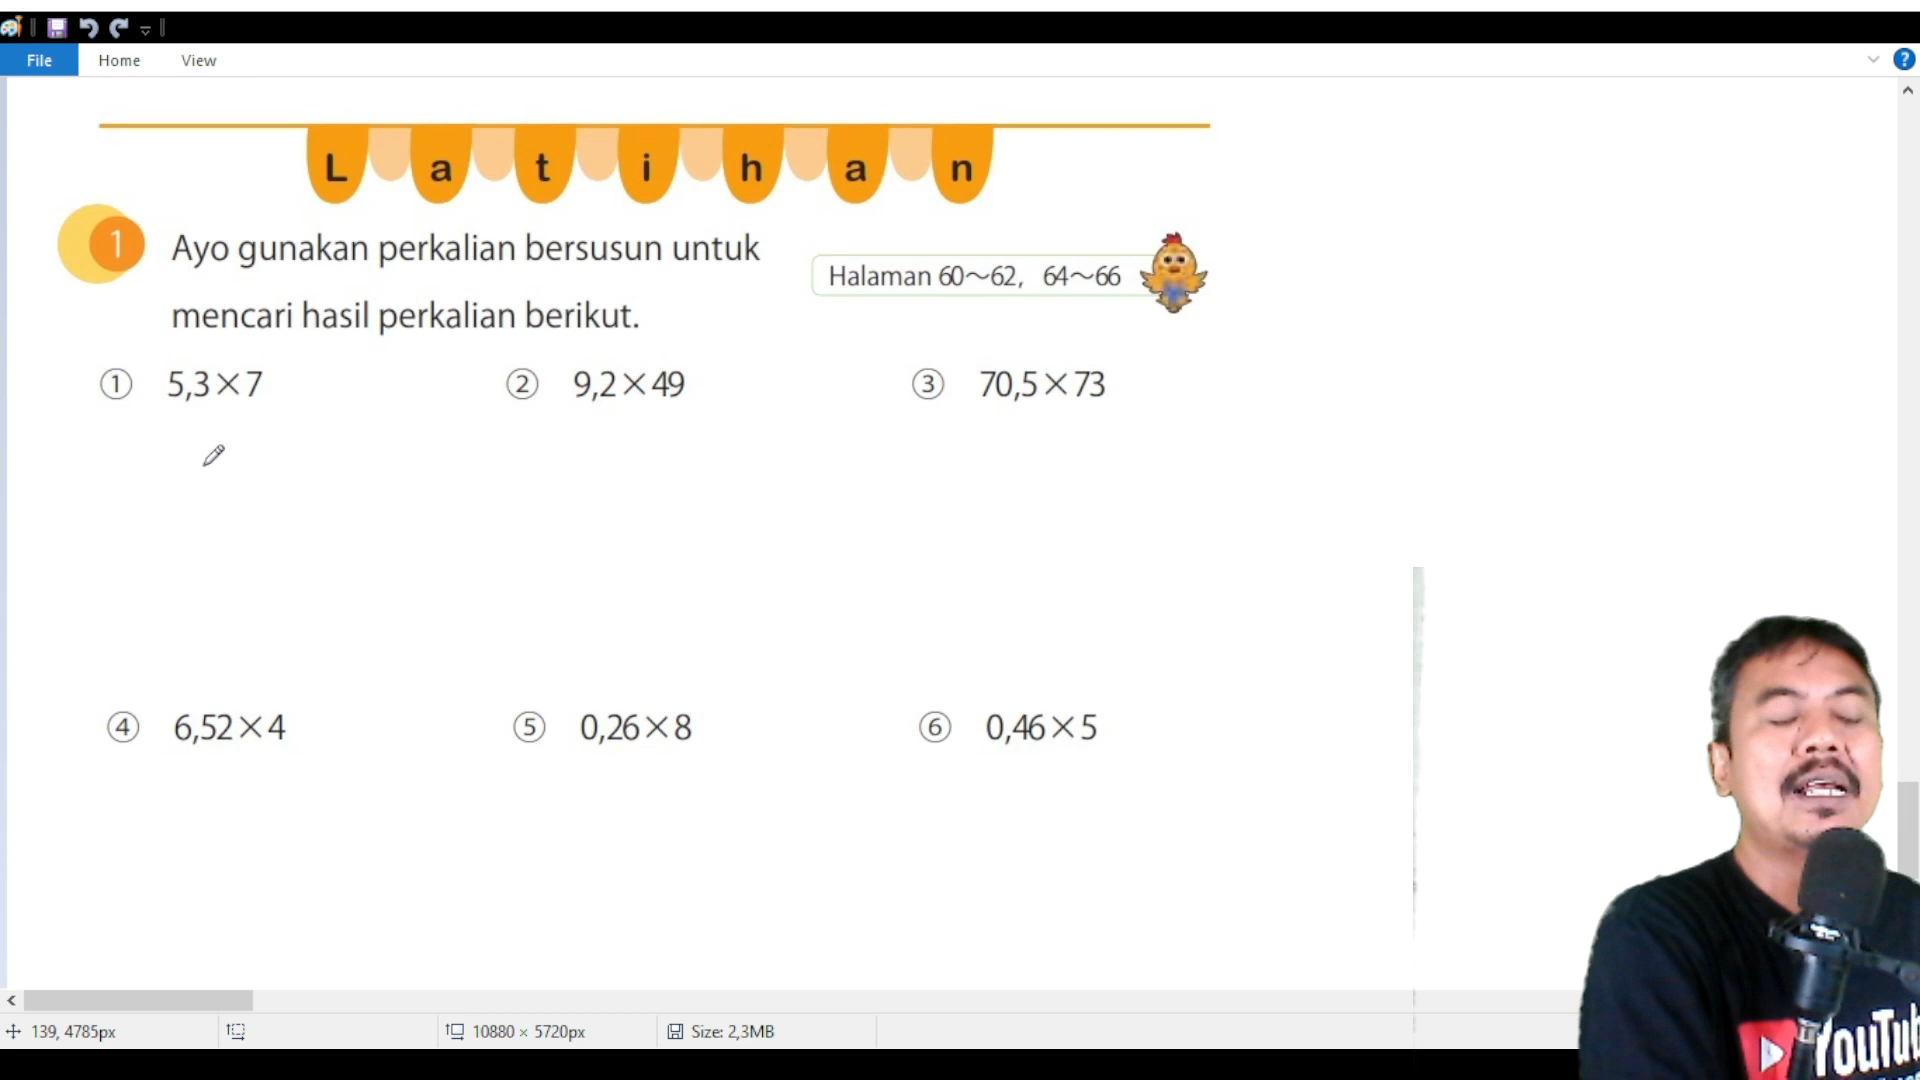 File Home View
Latihan
1 Ayo gunakan perkalian bersusun untuk
mencari hasil perkalian berikut.
Halaman 60～62, 64～66
① 5,3×7
② 9,2×49
③ 70,5×73
④ 6,52×4
⑤ 0,26×8
⑥ 0,46×5
139, 4785px
10880 × 5720px
Size: 2,3MB
YouTub